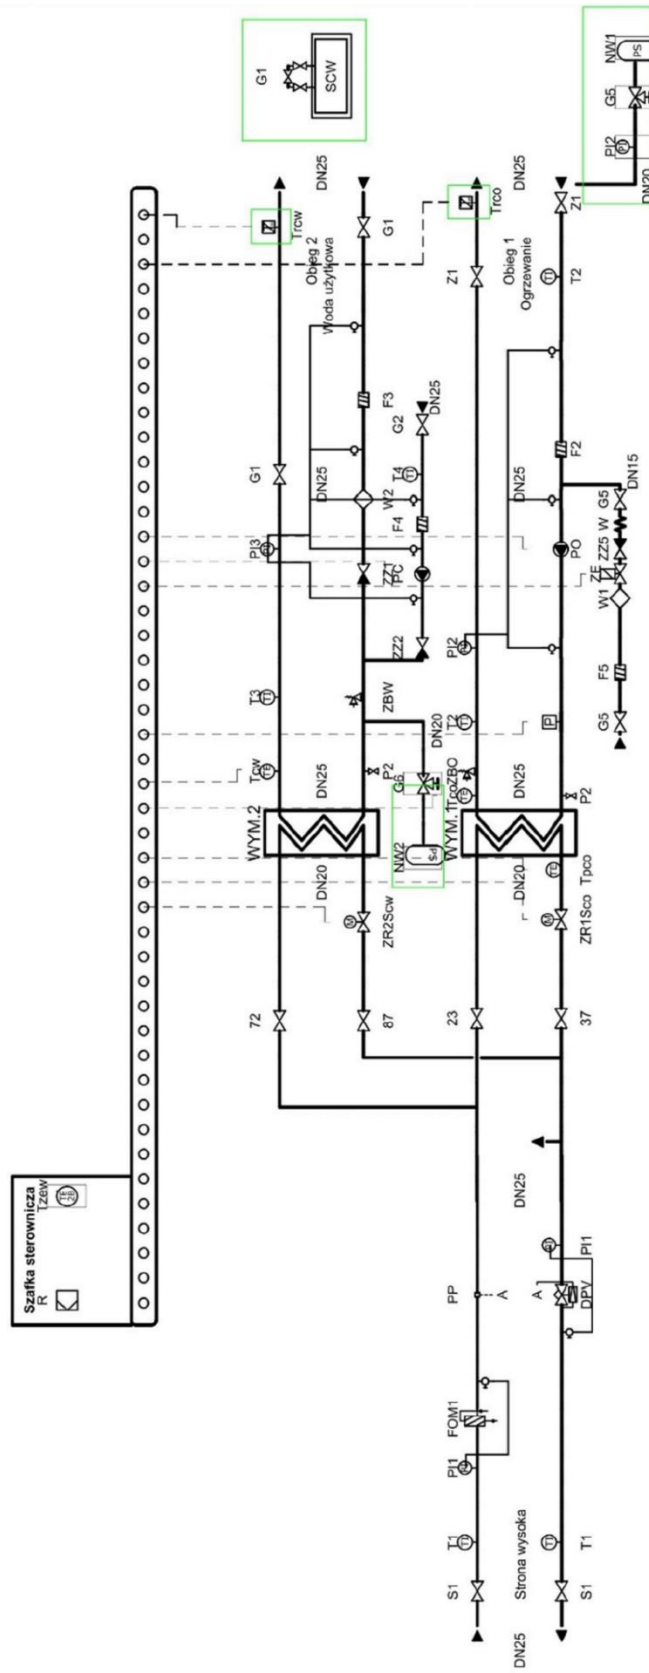 Szafka sterownicza
R
Tzew
TE
ZB
G1
SCW
NW1
PS
G5
PI2
DN20
DN25
Trcw
Obieg 2
Woda użytkowa
G1
DN25
Trco
Z1
Obieg 1
Ogrzewanie
DN25
Z1
T2
G1
PI3
DN25
F3
W2
ZZ1
G2
DN25
T4
F4
PC
ZZ2
DN25
F2
PO
G5
DN15
W
ZZ5
ZE
W1
F5
G5
T3
ZBW
PI2
T2
Tcw
DN25
P2
G6
DN20
TcoZBO
DN25
P2
P
WYM.2
DN20
NW2
PS
WYM.1
DN20
Tpco
ZR2Scw
ZR1Sco
M
M
72
87
23
37
DN25
PI1
PP
A
A
DPV
FOM1
PI1
T1
Strona wysoka
T1
S1
S1
DN25